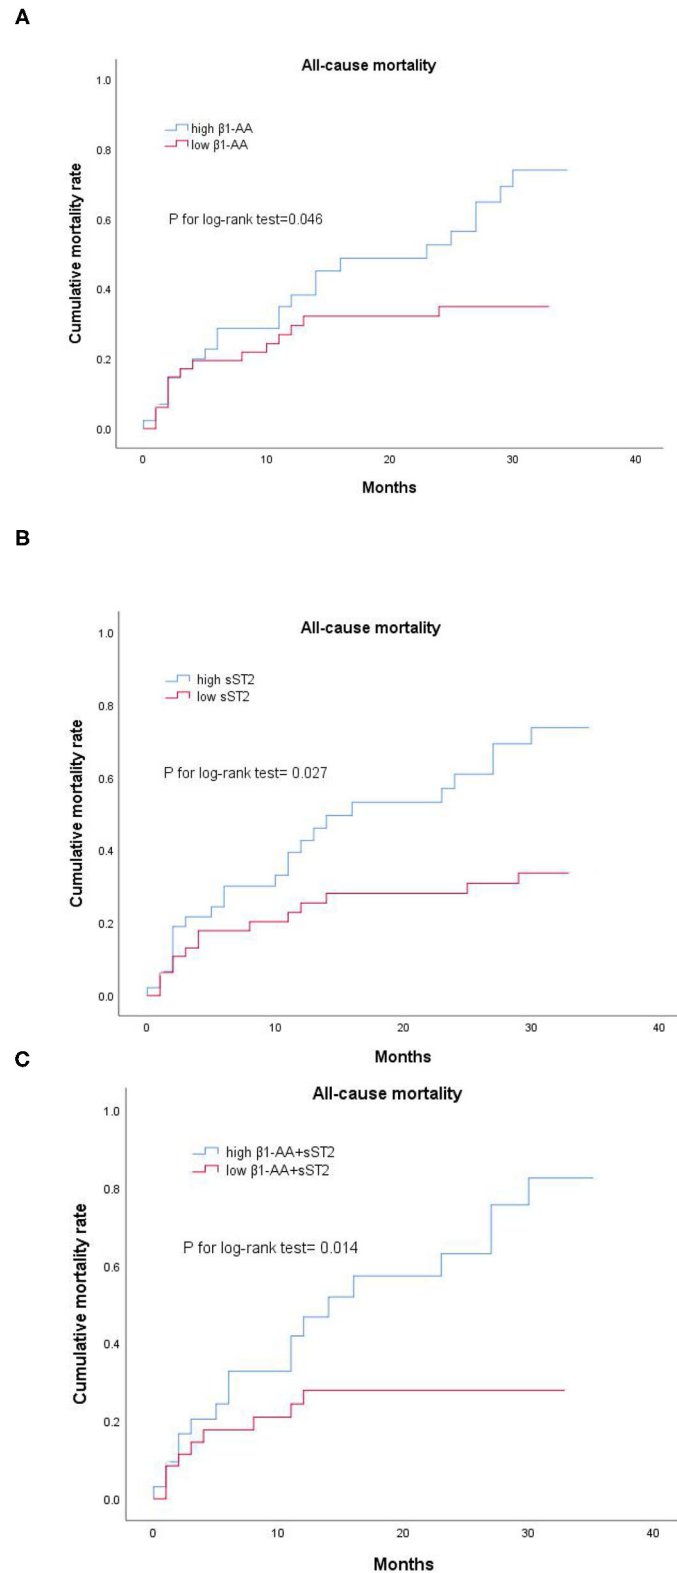 A
All-cause mortality
1.0
high β1-AA
low β1-AA
0.8
P for log-rank test=0.046
0.6
0.4
0.2
0.0
Cumulative mortality rate
0 10 20 30 40
Months
B
All-cause mortality
1.0
high sST2
low sST2
0.8
P for log-rank test= 0.027
0.6
0.4
0.2
0.0
Cumulative mortality rate
0 10 20 30 40
Months
C
All-cause mortality
1.0
high β1-AA+sST2
low β1-AA+sST2
0.8
P for log-rank test= 0.014
0.6
0.4
0.2
0.0
Cumulative mortality rate
0 10 20 30 40
Months